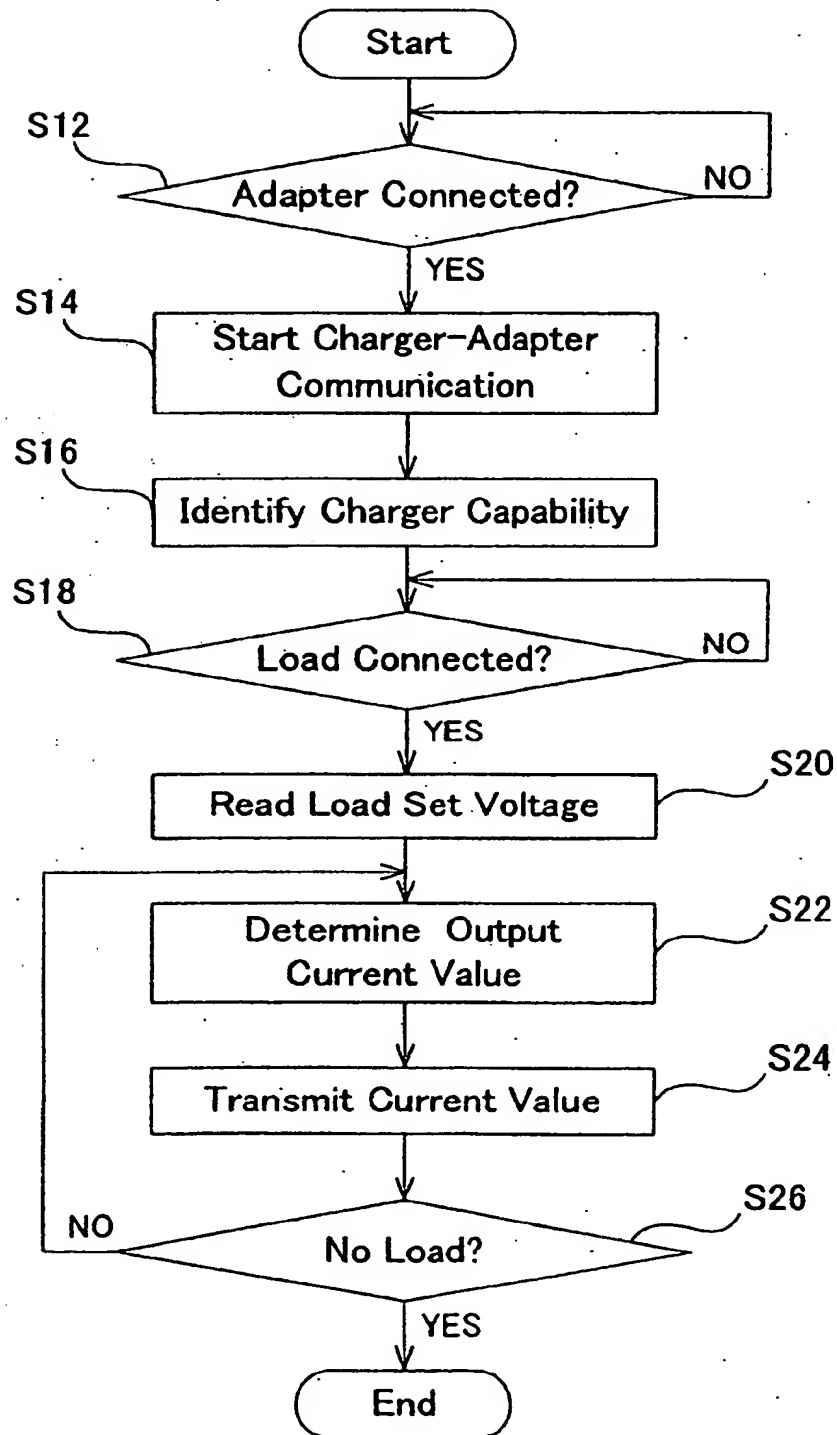 Start
S12
Adapter Connected?
NO
YES
S14
Start Charger-Adapter
Communication
S16
Identify Charger Capability
S18
Load Connected?
NO
YES
S20
Read Load Set Voltage
S22
Determine Output
Current Value
S24
Transmit Current Value
S26
NO
No Load?
YES
End